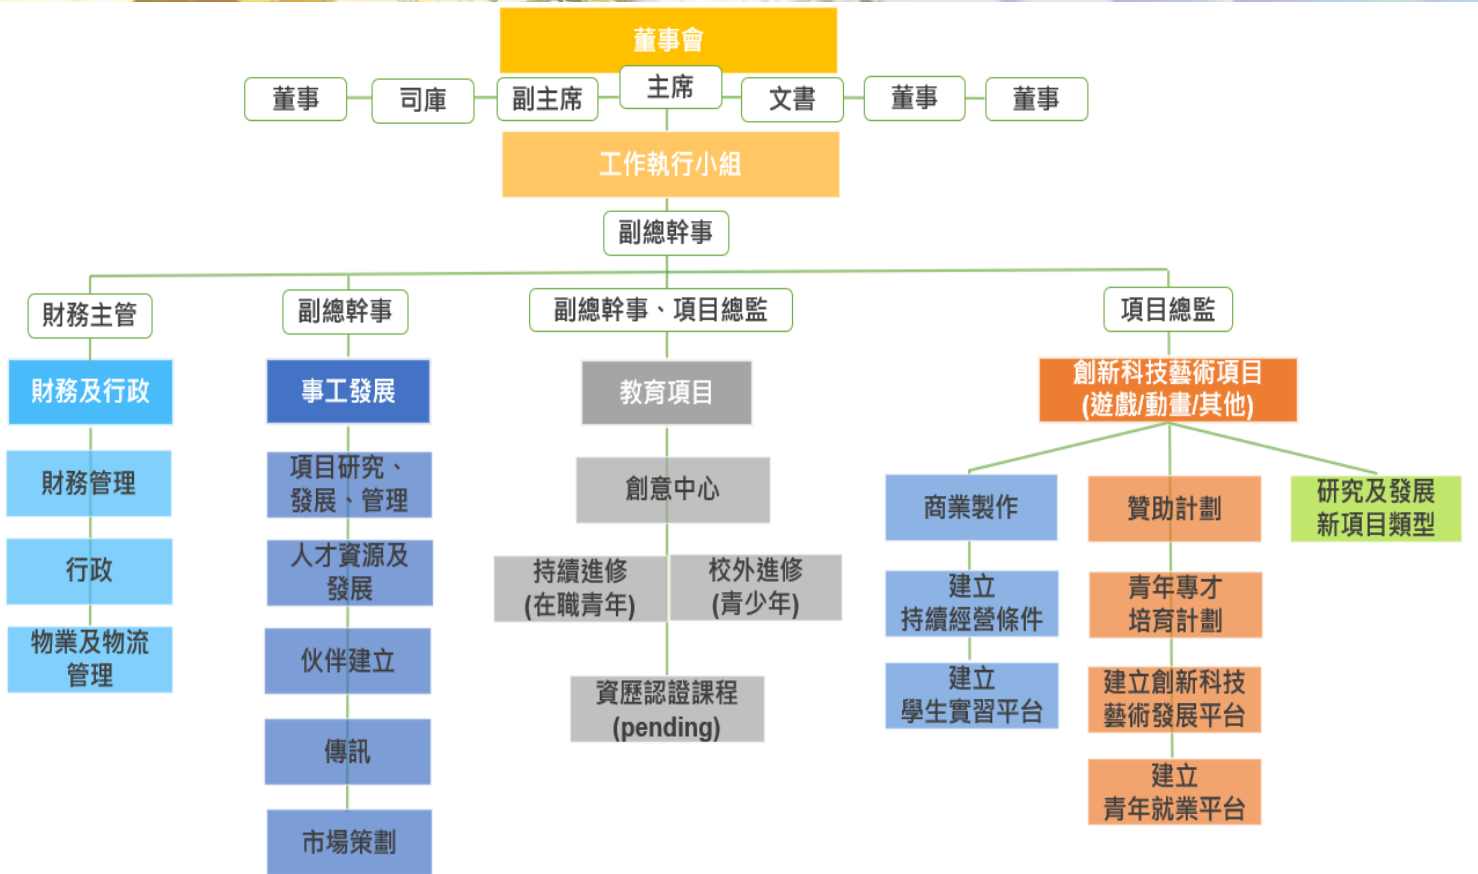 董事會
董事
司庫
副主席
主席
文書
董事
董事
工作執行小組
副總幹事
財務主管
副總幹事
副總幹事、項目總監
項目總監
財務及行政
財務管理
行政
物業及物流
管理
事工發展
項目研究、
發展、管理
人才資源及
發展
伙伴建立
傳訊
市場策劃
教育項目
創意中心
持續進修
(在職青年)
校外進修
(青少年)
資歷認證課程
(pending)
創新科技藝術項目
(遊戲/動畫/其他)
商業製作
建立
持續經營條件
建立
學生實習平台
贊助計劃
青年專才
培育計劃
建立創新科技
藝術發展平台
建立
青年就業平台
研究及發展
新項目類型